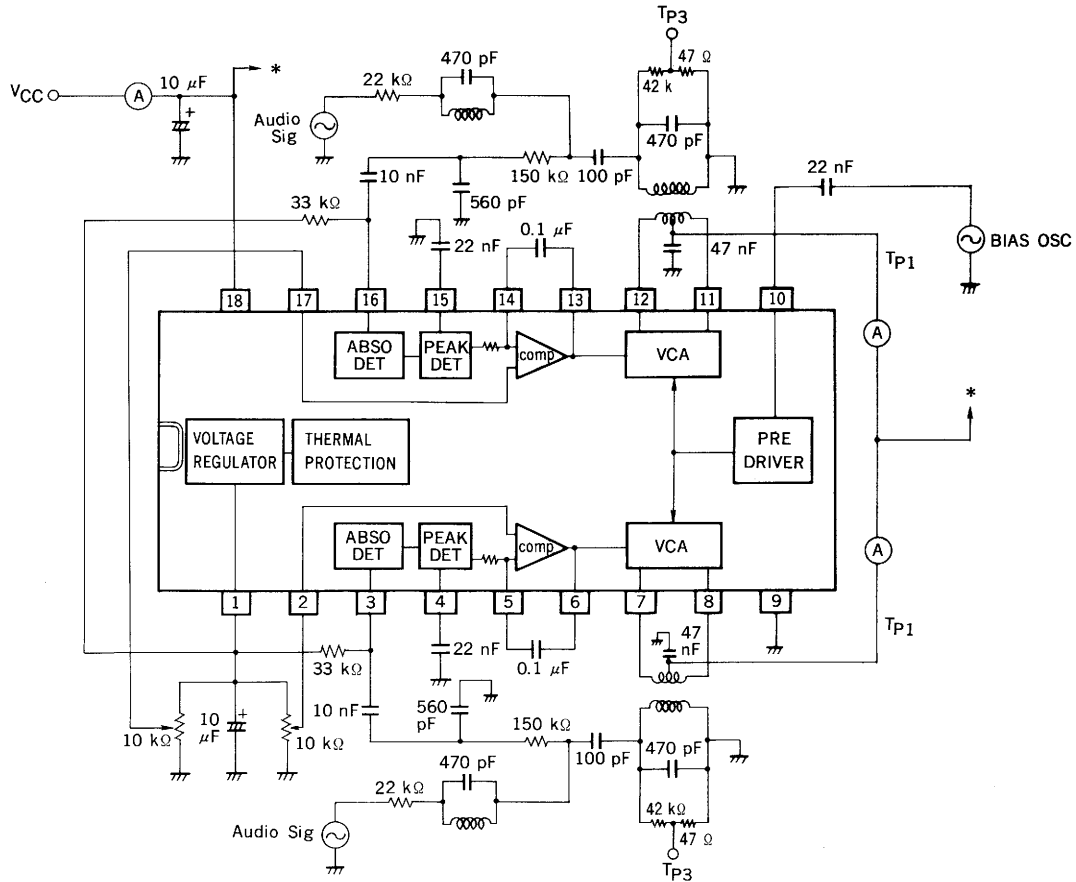 TP3
470 pF
47 Ω
10 μF
*
22 kΩ
42 k
VCC
A
+
Audio
Sig
470 pF
22 nF
10 nF
150 kΩ
100 pF
560 pF
33 kΩ
0.1 μF
22 nF
47 nF
BIAS OSC
TP1
18
17
16
15
14
13
12
11
10
A
ABSO
DET
PEAK
DET
comp
VCA
*
VOLTAGE
REGULATOR
THERMAL
PROTECTION
PRE
DRIVER
ABSO
DET
PEAK
DET
comp
VCA
A
1
2
3
4
5
6
7
8
9
TP1
47
nF
33 kΩ
22 nF
0.1 μF
10 nF
560
pF
150 kΩ
10 kΩ
10
μF
+
10 kΩ
100 pF
470 pF
470 pF
22 kΩ
42 kΩ
47 Ω
Audio Sig
TP3